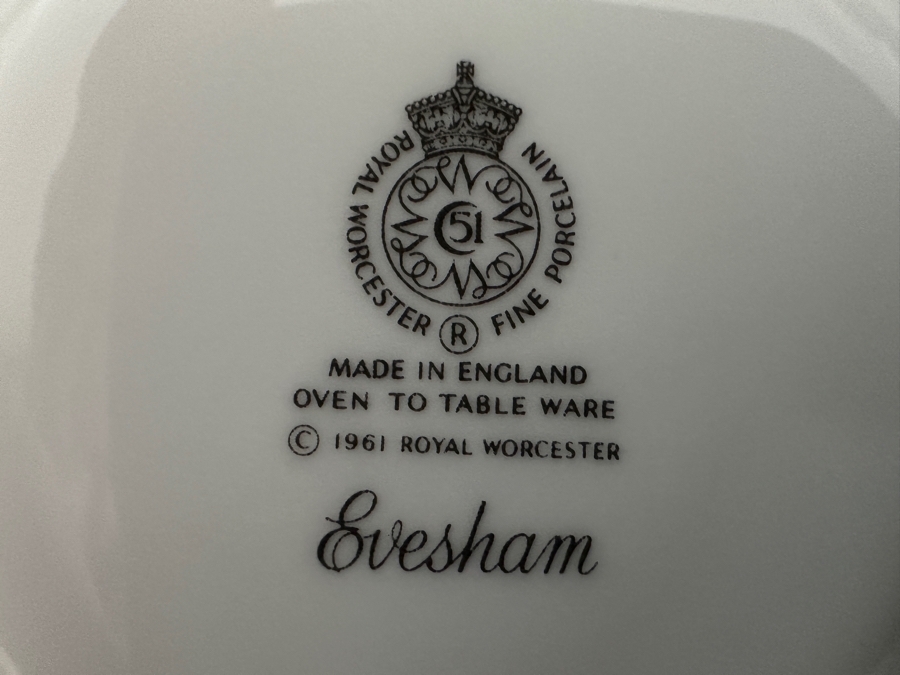 ROYAL WORCESTER ® FINE PORCELAIN
51
MADE IN ENGLAND
OVEN TO TABLE WARE
© 1961 ROYAL WORCESTER
Evesham